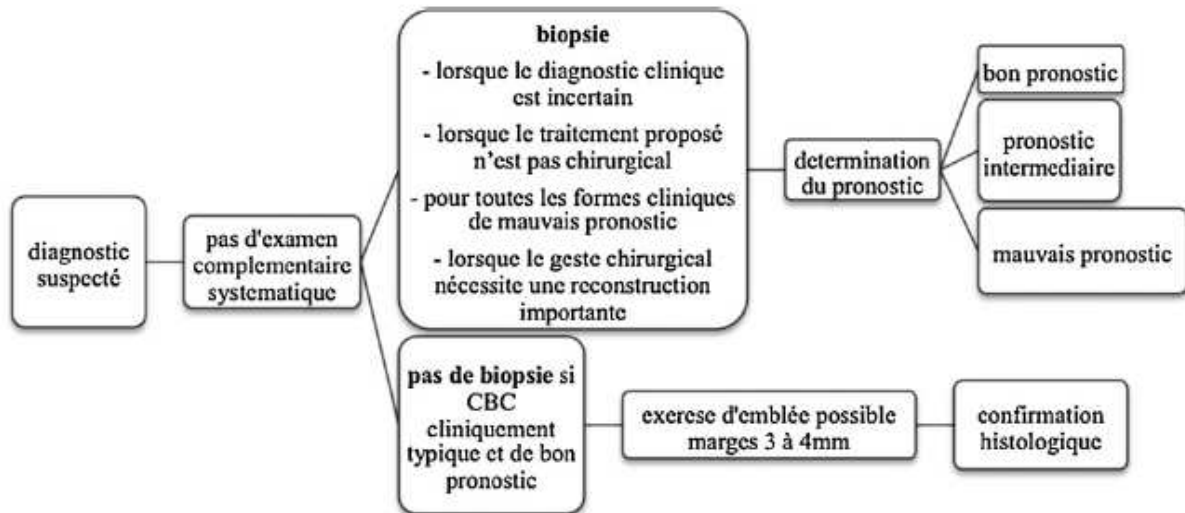 diagnostic
suspecté
pas d'examen
complementaire
systematique
biopsie
- lorsque le diagnostic clinique
est incertain
- lorsque le traitement proposé
n'est pas chirurgical
- pour toutes les formes cliniques
de mauvais pronostic
- lorsque le geste chirurgical
nécessite une reconstruction
importante
determination
du pronostic
bon pronostic
pronostic
intermediaire
mauvais pronostic
pas de biopsie si
CBC
cliniquement
typique et de bon
pronostic
exerese d'emblée possible
marges 3 à 4mm
confirmation
histologique